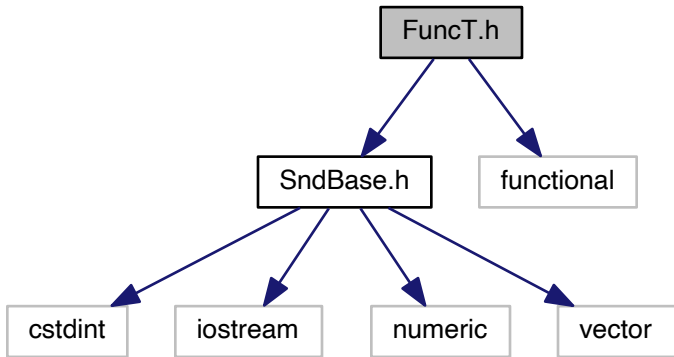 FuncT.h
SndBase.h
functional
cstdint
iostream
numeric
vector